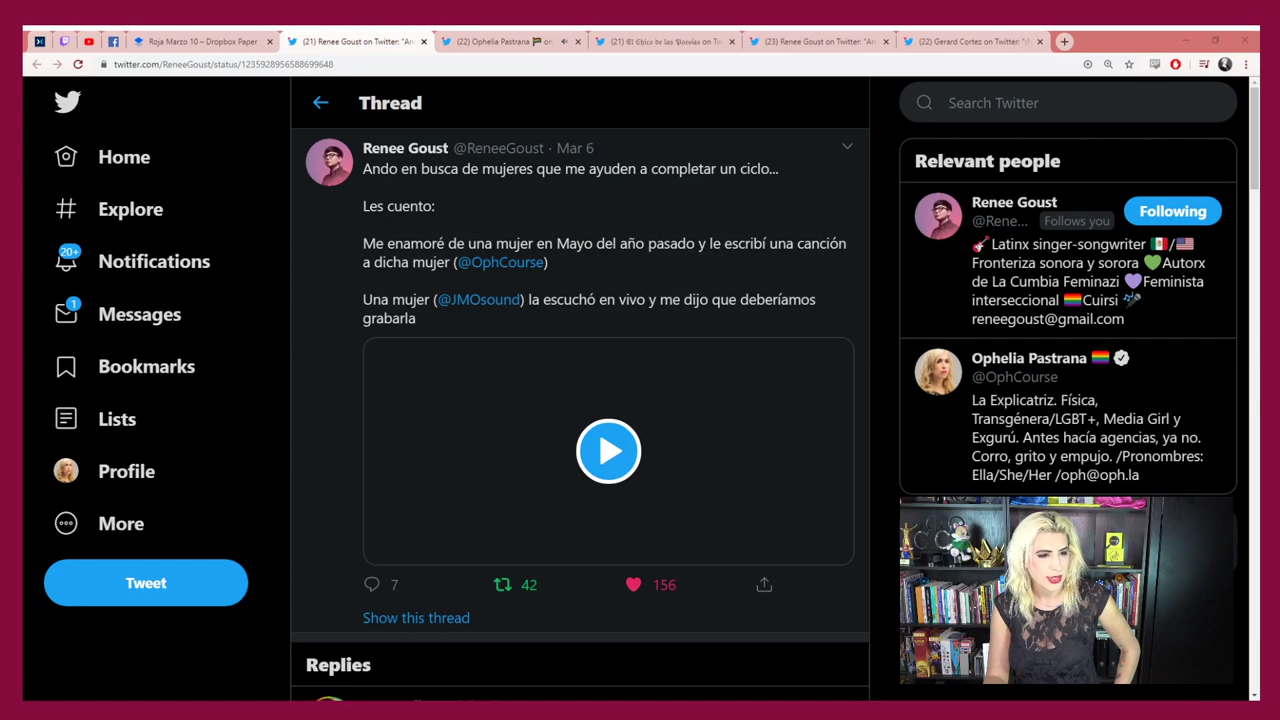 Roja Marzo 10 – Dropbox Paper
(21) Renee Goust on Twitter: "An
(22) Ophelia Pastrana
on
(23) Renee Goust on Twitter: "An
(22) Gerard Cortez on Twitter:
twitter.com/ReneeGoust/status/1235928956588699648
Home
Explore
20+
Notifications
1
Messages
Bookmarks
Lists
Profile
More
Tweet
Thread
Renee Goust @ReneeGoust · Mar 6
Ando en busca de mujeres que me ayuden a completar un ciclo...
Les cuento:
Me enamoré de una mujer en Mayo del año pasado y le escribí una canción
a dicha mujer (@OphCourse)
Una mujer (@JMOsound) la escuchó en vivo y me dijo que deberíamos
grabarla
7
42
156
Show this thread
Replies
Search Twitter
Relevant people
Renee Goust
@Rene... Follows you
Following
Latinx singer-songwriter 🇲🇽/🇺🇸
Fronteriza sonora y sorora 💚Autorx
de La Cumbia Feminazi 💜Feminista
interseccional 🏳️‍🌈Cuirsi
reneegoust@gmail.com
Ophelia Pastrana 🏳️‍🌈
@OphCourse
La Explicatriz. Física,
Transgénera/LGBT+, Media Girl y
Exgurú. Antes hacía agencias, ya no.
Corro, grito y empujo. /Pronombres:
Ella/She/Her /oph@oph.la